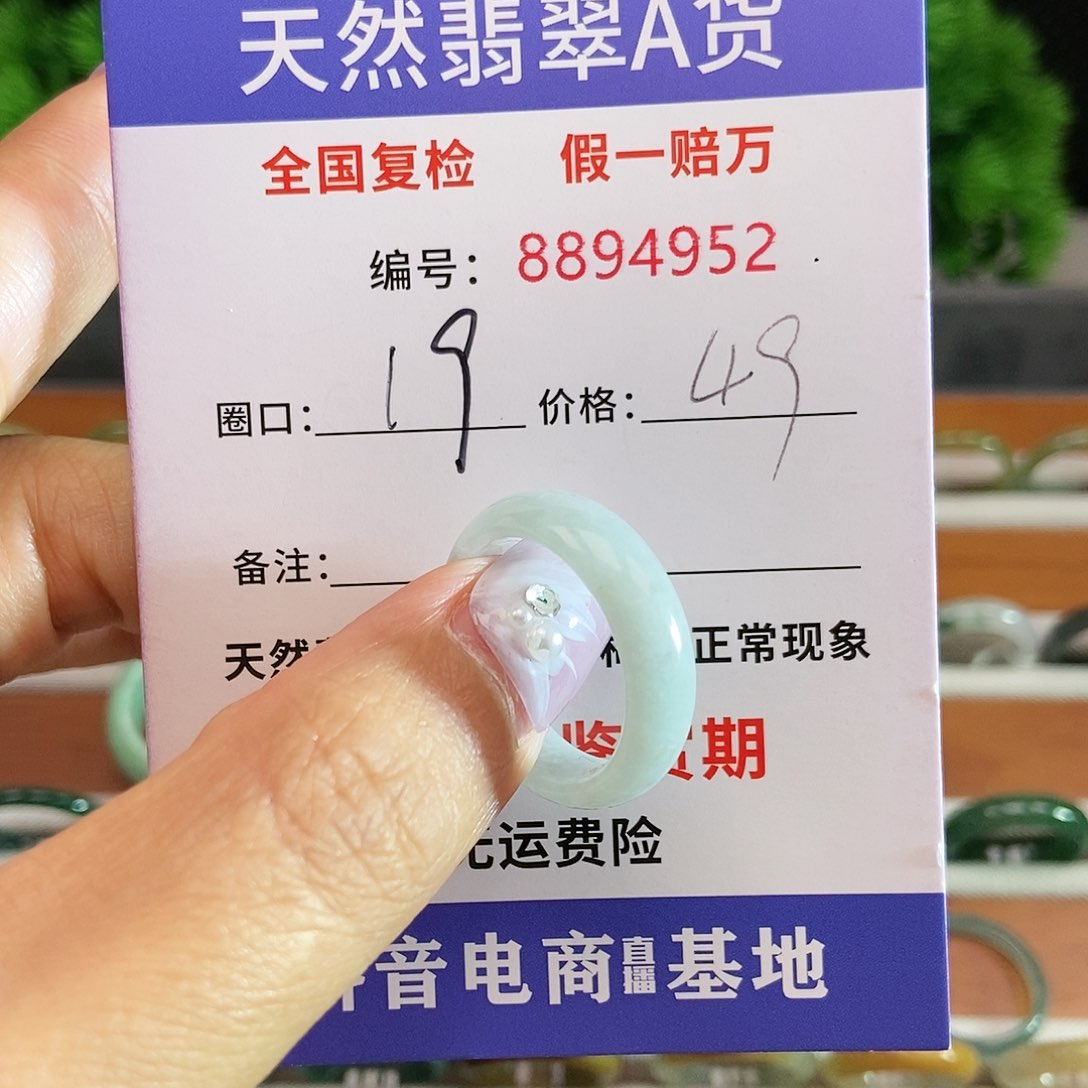 天然翡翠A货
全国复检 假一赔万
编号：8894952
圈口：19 价格：49
备注：
天然 正常现象
鉴赏期
运费险
音电商直播基地